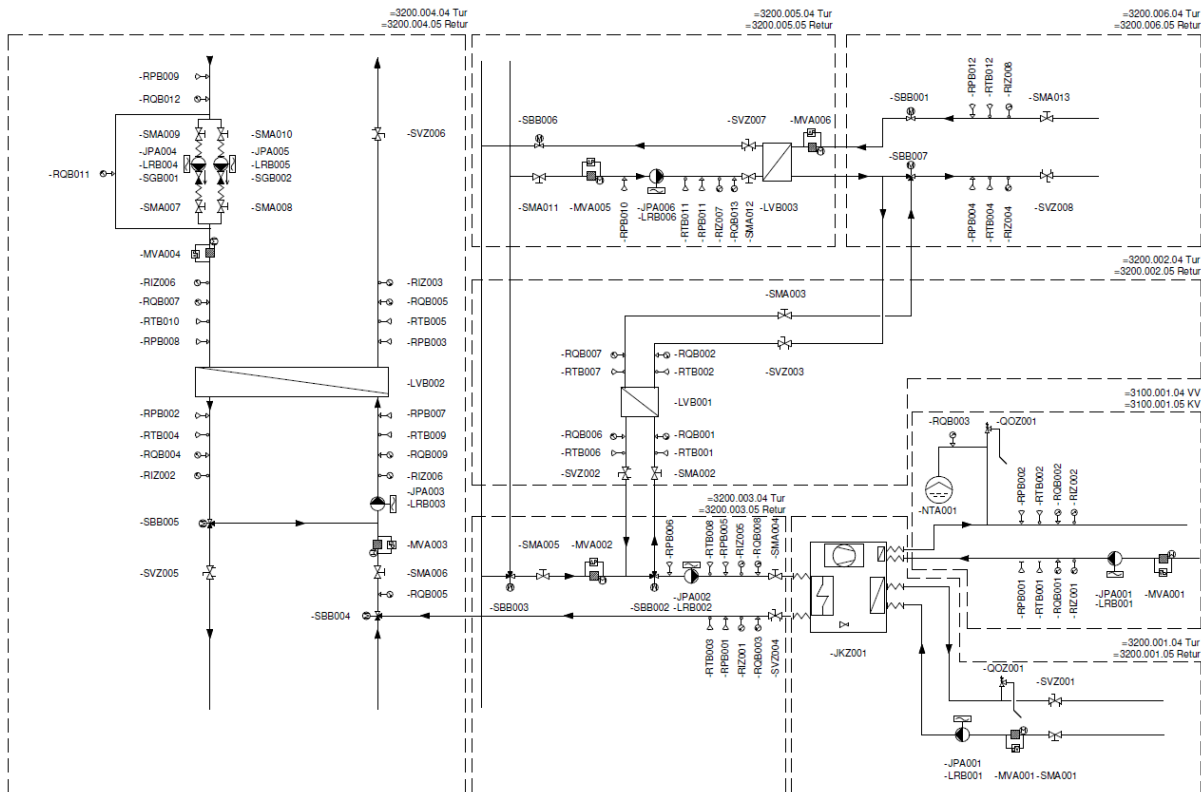 =3200.004.04 Tur
=3200.004.05 Retur
-RPB009
-RQB012
-SMA009
-SMA010
-JPA004
-LRB004
-SGB001
-JPA005
-LRB005
-SGB002
-RQB011
-SMA007
-SMA008
-SVZ006
-MVA004
-RIZ006
-RQB007
-RTB010
-RPB008
-RIZ003
-RQB005
-RTB005
-RPB003
-LVB002
-RPB002
-RTB004
-RQB004
-RIZ002
-RPB007
-RTB009
-RQB009
-RIZ006
-JPA003
-LRB003
-SBB005
-MVA003
-SVZ005
-SMA006
-RQB005
-SBB004
=3200.005.04 Tur
=3200.005.05 Retur
-SBB006
-SVZ007
-MVA006
-SMA011
-MVA005
-RPB010
-JPA006
-LRB006
-RTB011
-RPB011
-RIZ007
-RQB013
-SMA012
-LVB003
=3200.006.04 Tur
=3200.006.05 Retur
-SBB001
-RPB012
-RTB012
-RIZ008
-SMA013
-SBB007
-RPB004
-RTB004
-RIZ004
-SVZ008
=3200.002.04 Tur
=3200.002.05 Retur
-SMA003
-SVZ003
-RQB007
-RTB007
-RQB002
-RTB002
-LVB001
-RQB006
-RTB006
-SVZ002
-RQB001
-RTB001
-SMA002
=3200.003.04 Tur
=3200.003.05 Retur
-SMA005
-MVA002
-RPB006
-RTB008
-RPB005
-RIZ005
-RQB008
-SMA004
-SBB003
-SBB002
-JPA002
-LRB002
-RTB003
-RPB001
-RIZ001
-RQB003
-SVZ004
-JKZ001
=3100.001.04 VV
=3100.001.05 KV
-RQB003
-QOZ001
-NTA001
-RPB002
-RTB002
-RQB002
-RIZ002
-RPB001
-RTB001
-RQB001
-RIZ001
-JPA001
-LRB001
-MVA001
=3200.001.04 Tur
=3200.001.05 Retur
-QOZ001
-SVZ001
-JPA001
-LRB001
-MVA001
-SMA001